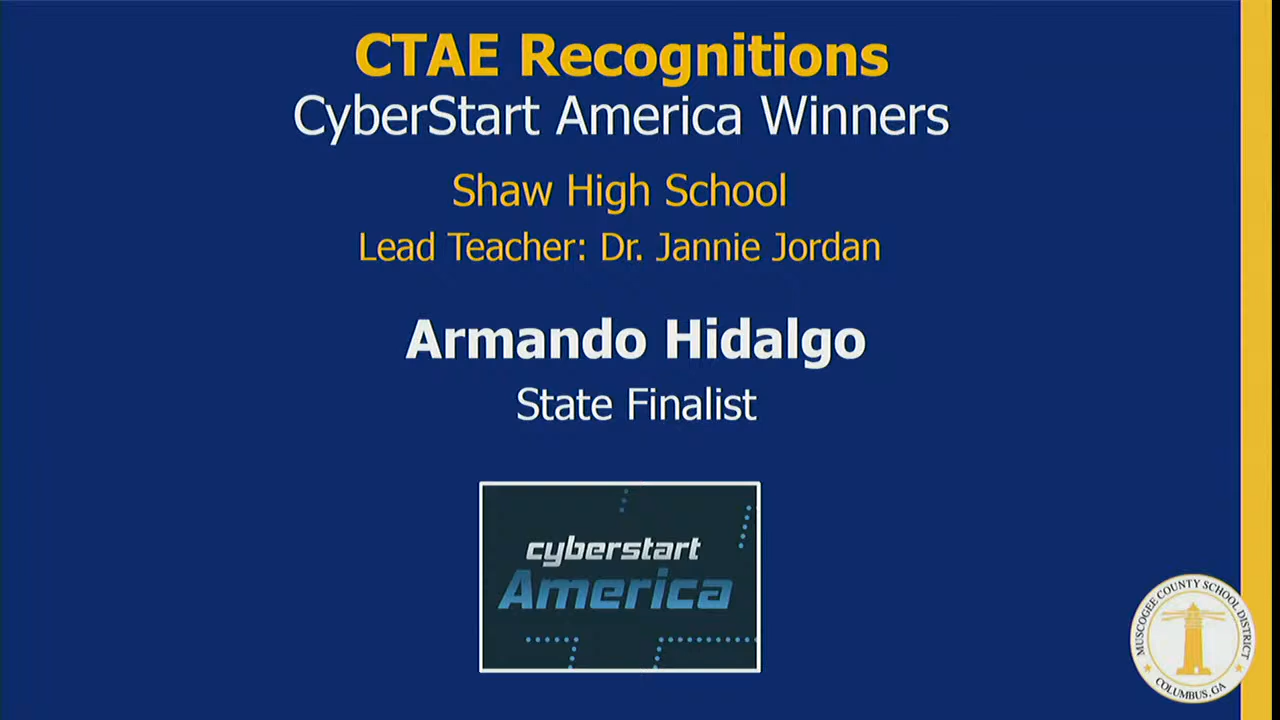 CTAE Recognitions
CyberStart America Winners
Shaw High School
Lead Teacher: Dr. Jannie Jordan
Armando Hidalgo
State Finalist
cyberstart
America
MUSCOGEE COUNTY SCHOOL DISTRICT
COLUMBUS, GA